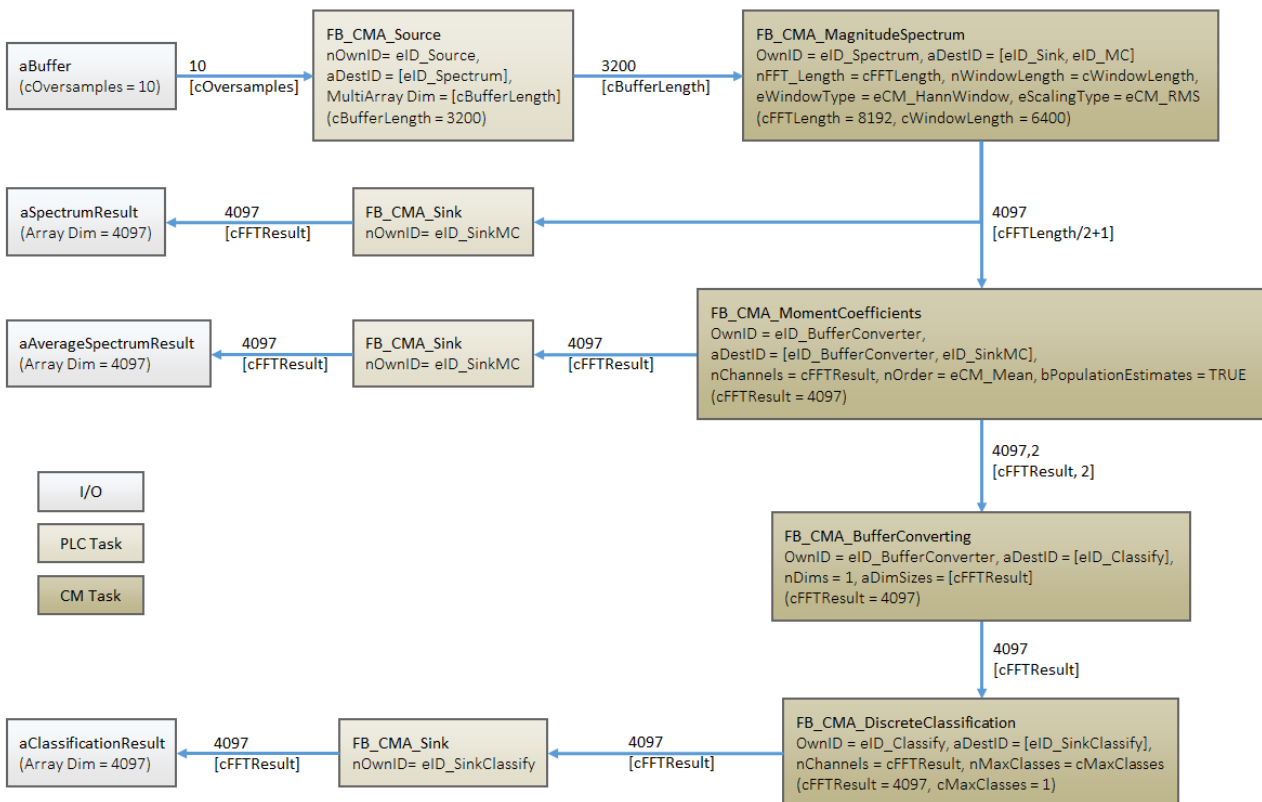 aBuffer
(cOversamples = 10)
10
[cOversamples]
FB_CMA_Source
nOwnID= eID_Source,
aDestID = [eID_Spectrum],
MultiArray Dim = [cBufferLength]
(cBufferLength = 3200)
3200
[cBufferLength]
FB_CMA_MagnitudeSpectrum
OwnID = eID_Spectrum, aDestID = [eID_Sink, eID_MC]
nFFT_Length = cFFTLength, nWindowLength = cWindowLength,
eWindowType = eCM_HannWindow, eScalingType = eCM_RMS
(cFFTLength = 8192, cWindowLength = 6400)
aSpectrumResult
(Array Dim = 4097)
4097
[cFFTResult]
FB_CMA_Sink
nOwnID= eID_SinkMC
4097
[cFFTLength/2+1]
aAverageSpectrumResult
(Array Dim = 4097)
4097
[cFFTResult]
FB_CMA_Sink
nOwnID= eID_SinkMC
4097
[cFFTResult]
FB_CMA_MomentCoefficients
OwnID = eID_BufferConverter,
aDestID = [eID_BufferConverter, eID_SinkMC],
nChannels = cFFTResult, nOrder = eCM_Mean, bPopulationEstimates = TRUE
(cFFTResult = 4097)
4097,2
[cFFTResult, 2]
I/O
PLC Task
CM Task
FB_CMA_BufferConverting
OwnID = eID_BufferConverter, aDestID = [eID_Classify],
nDims = 1, aDimSizes = [cFFTResult]
(cFFTResult = 4097)
4097
[cFFTResult]
aClassificationResult
(Array Dim = 4097)
4097
[cFFTResult]
FB_CMA_Sink
nOwnID= eID_SinkClassify
4097
[cFFTResult]
FB_CMA_DiscreteClassification
OwnID = eID_Classify, aDestID = [eID_SinkClassify],
nChannels = cFFTResult, nMaxClasses = cMaxClasses
(cFFTResult = 4097, cMaxClasses = 1)